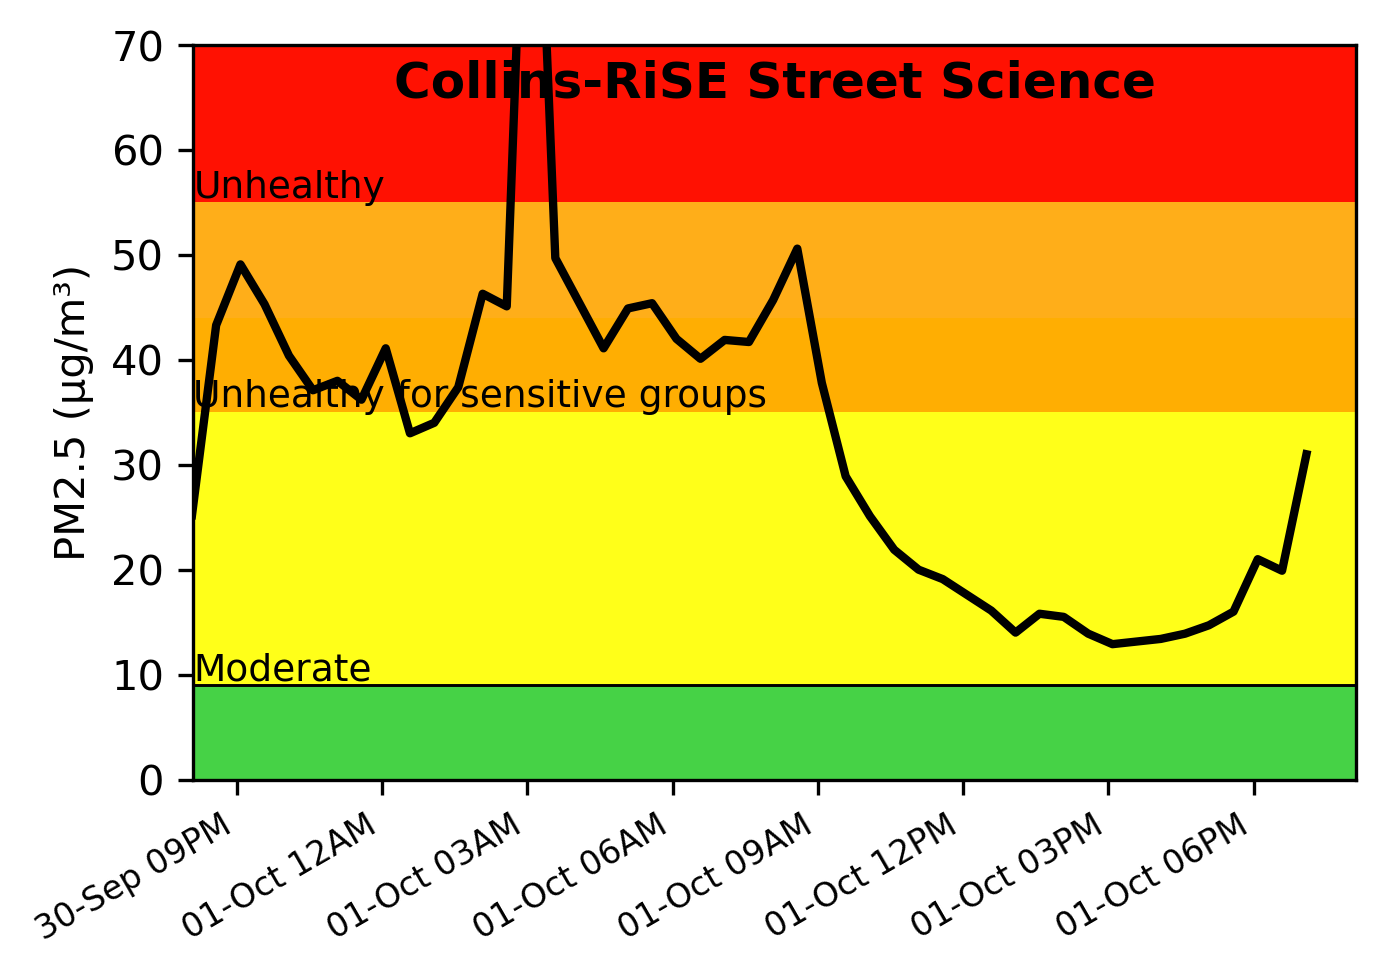 Collins-RiSE Street Science
PM2.5 (µg/m³)
70
60
50
40
30
20
10
0
Unhealthy
Unhealthy for sensitive groups
Moderate
30-Sep 09PM
01-Oct 12AM
01-Oct 03AM
01-Oct 06AM
01-Oct 09AM
01-Oct 12PM
01-Oct 03PM
01-Oct 06PM